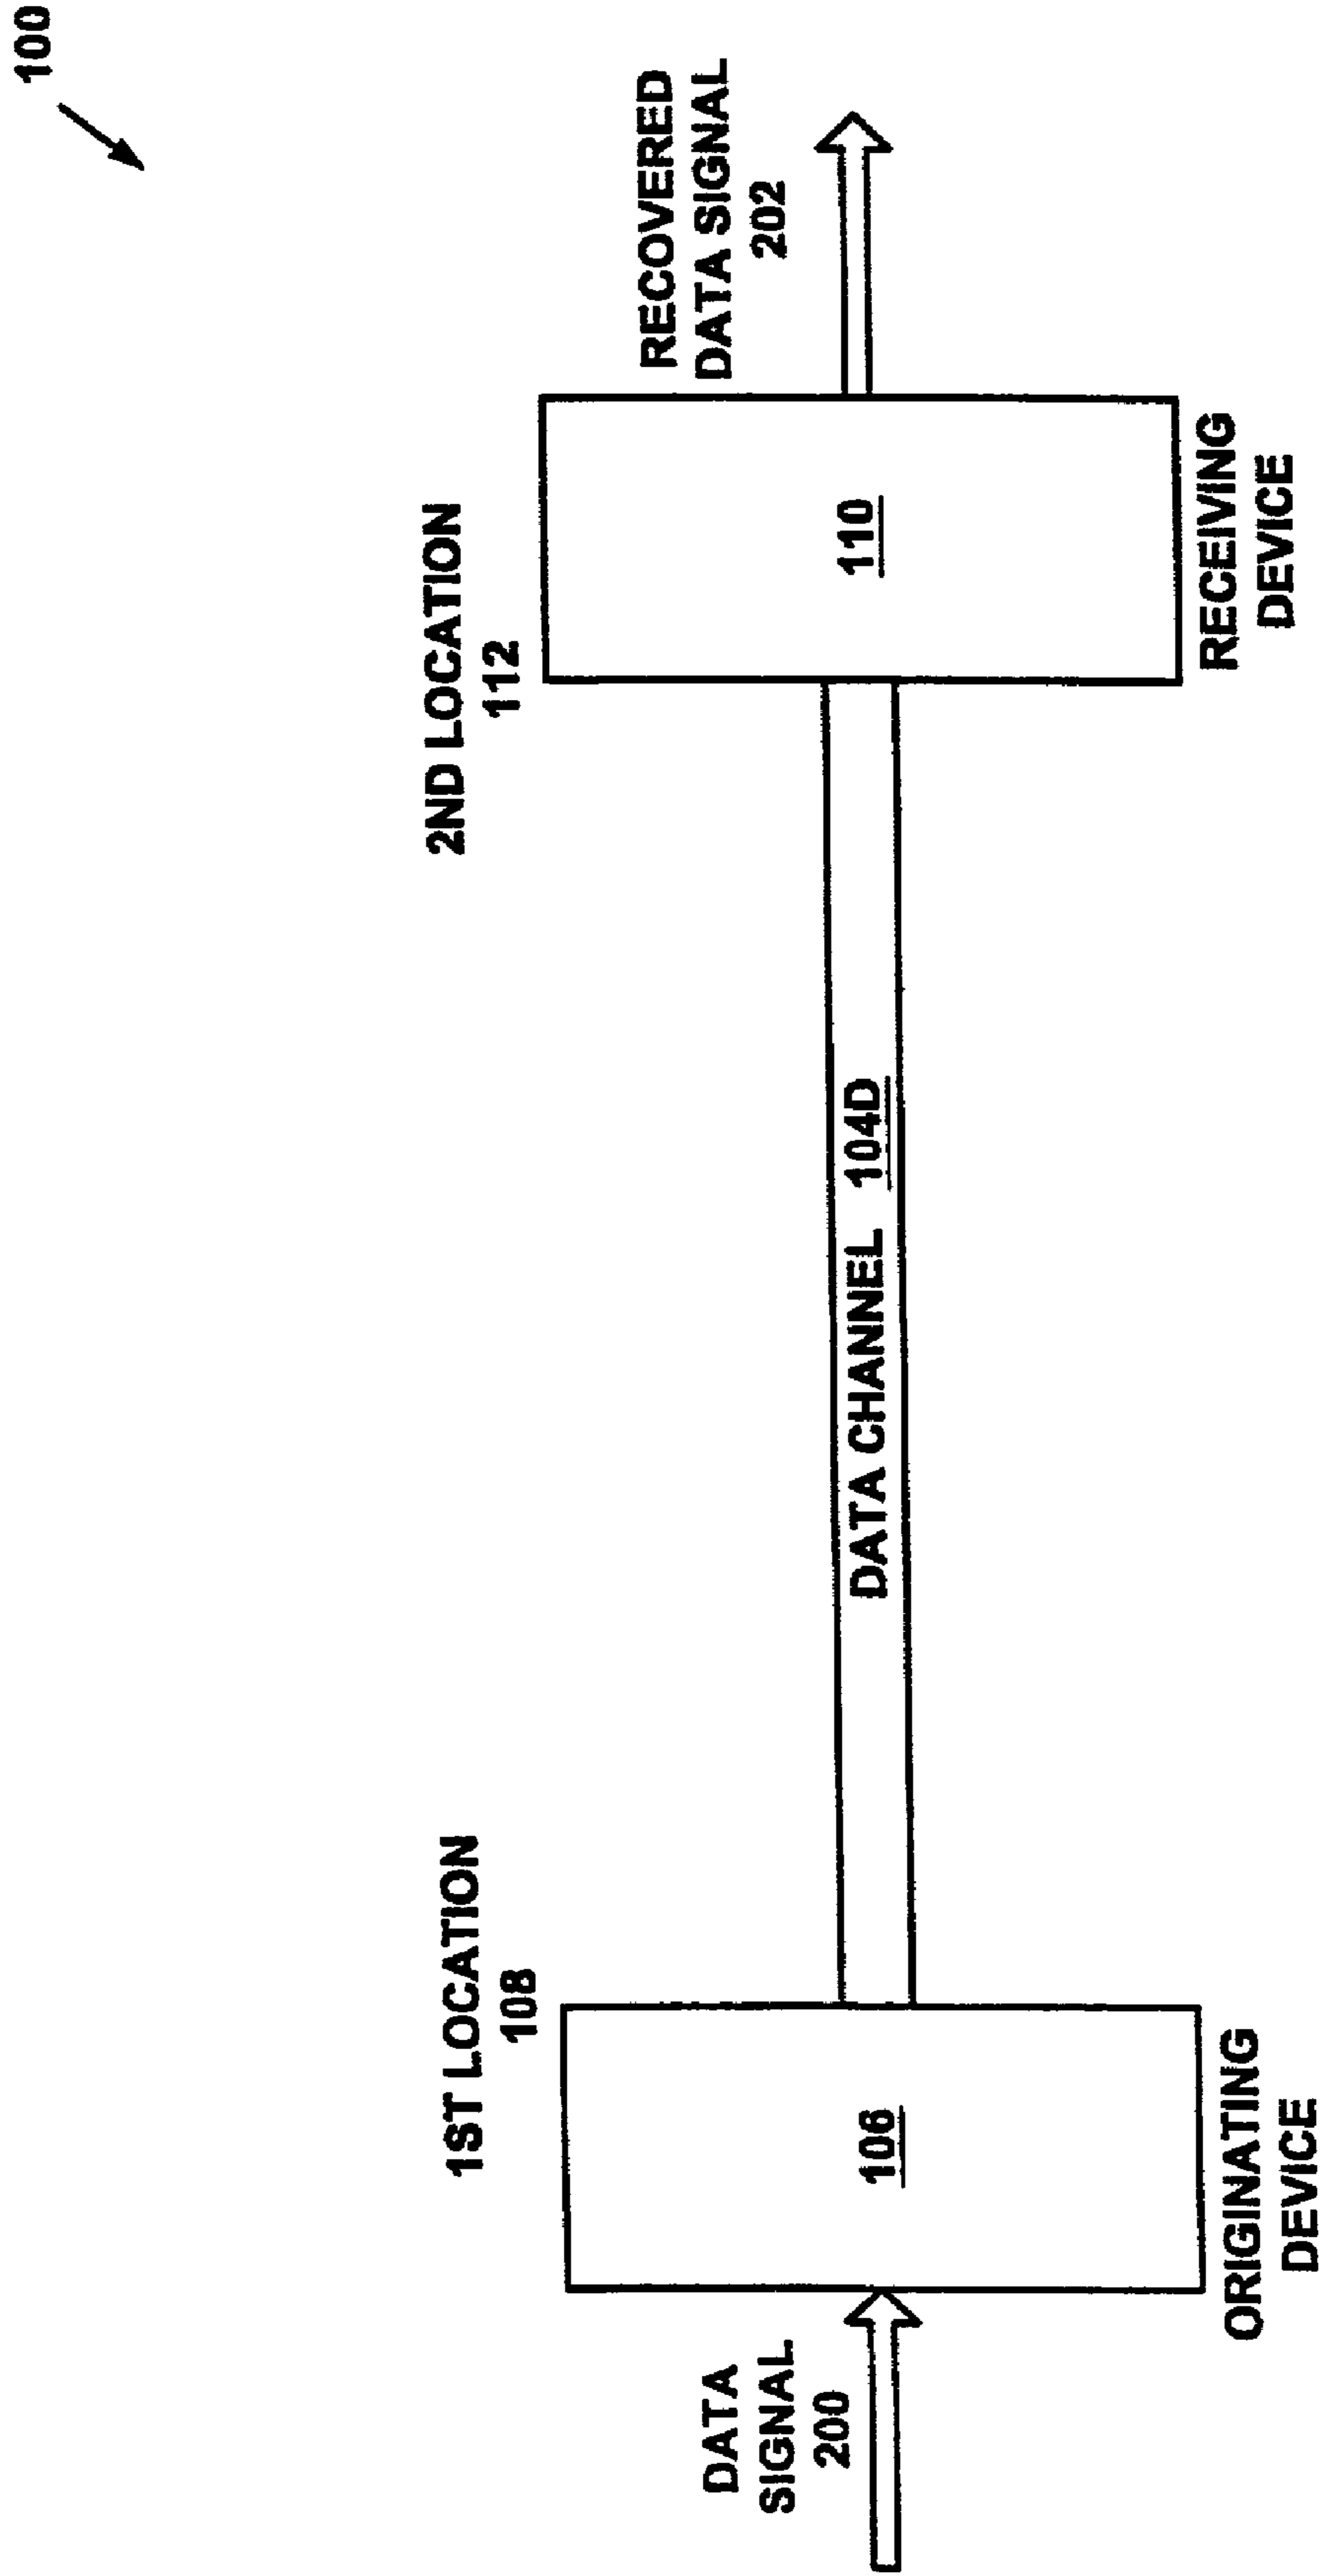 100
1ST LOCATION
108
2ND LOCATION
112
DATA
SIGNAL
200
RECOVERED
DATA SIGNAL
202
106
DATA CHANNEL 104D
110
ORIGINATING
DEVICE
RECEIVING
DEVICE